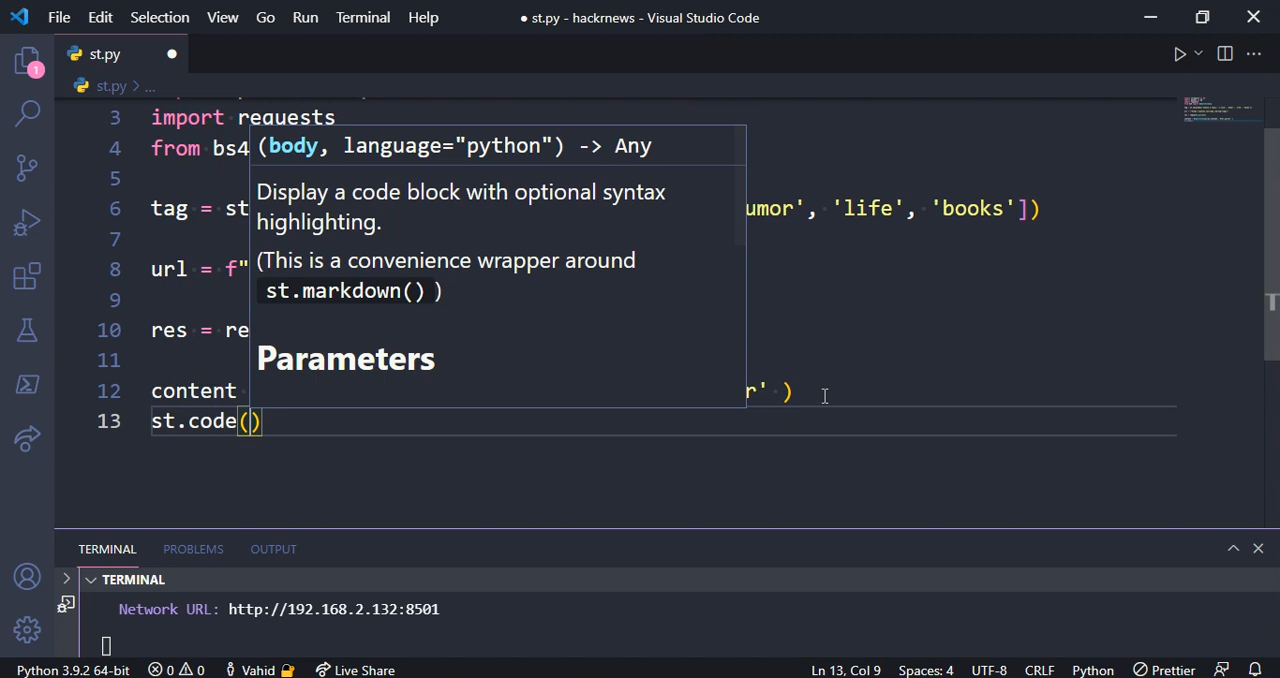 File Edit Selection View Go Run Terminal Help ● st.py - hackrnews - Visual Studio Code
1
st.py
st.py > ...
3 import requests
4 from bs4
5
6 tag = st umor', 'life', 'books'])
7
8 url = f"
9
10 res = re
11
12 content r' )
13 st.code()
(body, language="python") -> Any
Display a code block with optional syntax
highlighting.
(This is a convenience wrapper around
st.markdown() )
Parameters
TERMINAL PROBLEMS OUTPUT
TERMINAL
Network URL: http://192.168.2.132:8501
Python 3.9.2 64-bit 0 0 Vahid Live Share Ln 13, Col 9 Spaces: 4 UTF-8 CRLF Python Prettier